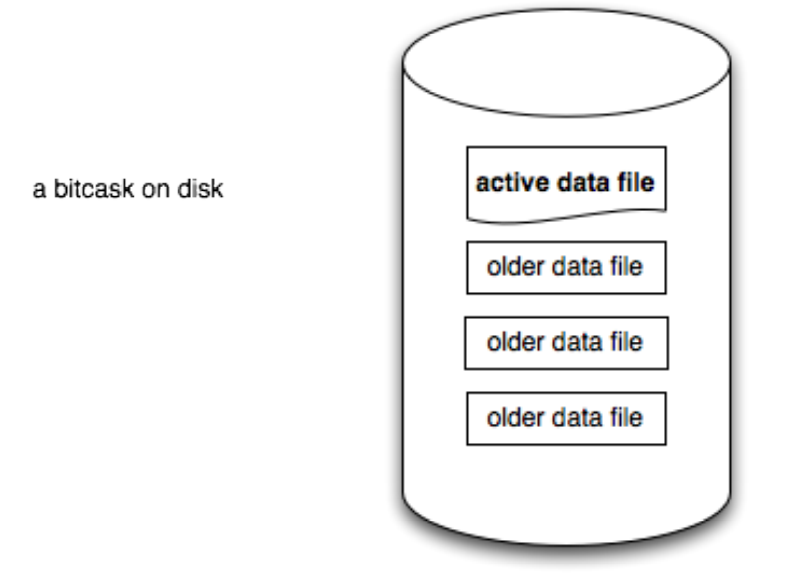 a bitcask on disk
active data file
older data file
older data file
older data file